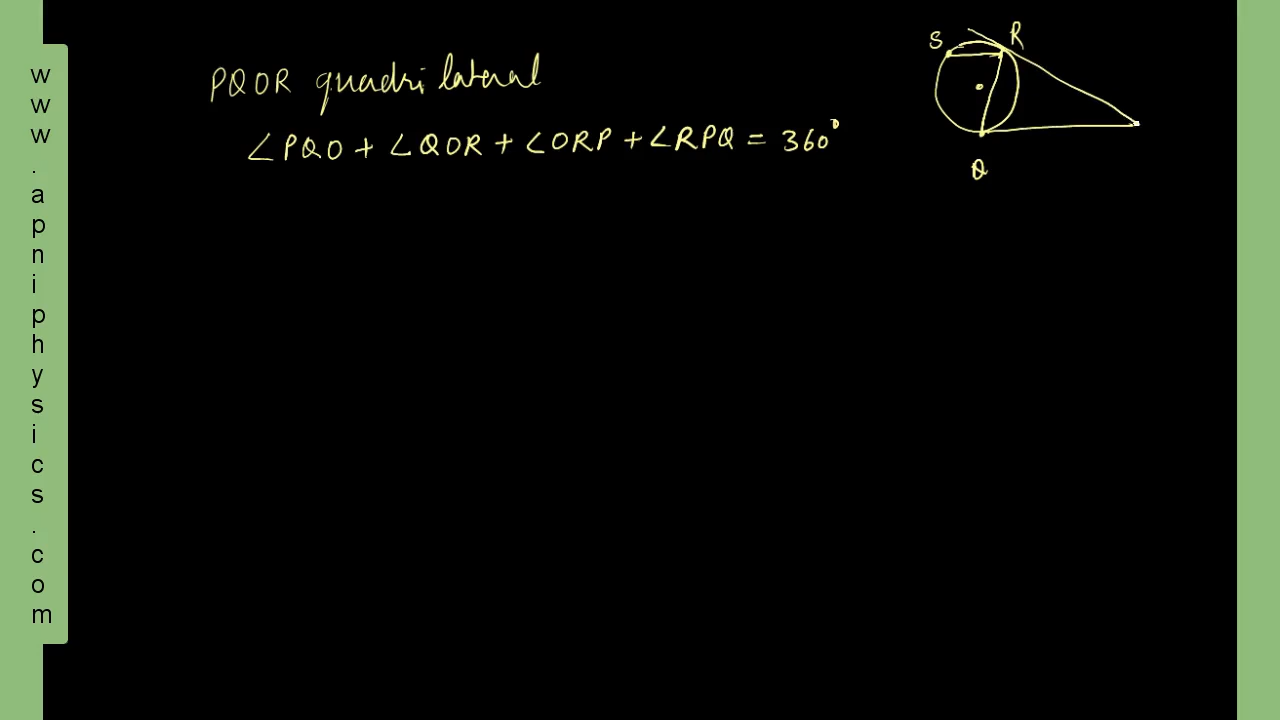 www.apniphysics.com
PQOR quadrilateral
∠PQO + ∠QOR + ∠ORP + ∠RPQ = 360°
S R
Q